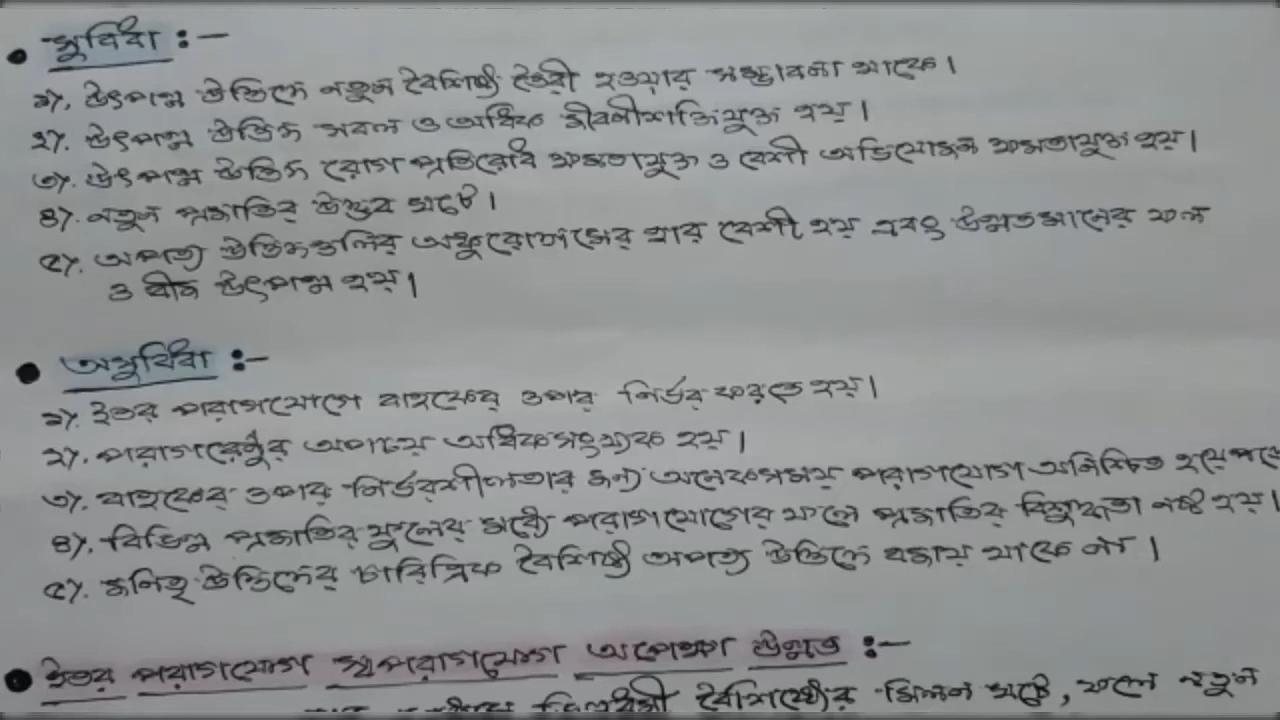 • সুবিধা :—
১). উৎপন্ন উদ্ভিদে নতুন বৈশিষ্ট্য তৈরী হওয়ার সম্ভাবনা থাকে।
২). উৎপন্ন উদ্ভিদ সবল ও অধিক জীবনীশক্তিযুক্ত হয়।
৩). উৎপন্ন উদ্ভিদ রোগ প্রতিরোধ ক্ষমতাযুক্ত ও বেশী অভিযোজন ক্ষমতাযুক্ত হয়।
৪). নতুন প্রজাতির উদ্ভব ঘটে।
৫). অপত্য উদ্ভিদগুলির অঙ্কুরোদগমের হার বেশী হয় এবং উন্নতমানের ফল
ও বীজ উৎপন্ন হয়।
• অসুবিধা :—
১). ইতর পরাগযোগে বাহকের ওপর নির্ভর করতে হয়।
২). পরাগরেণুর অপচয় অধিকসংখ্যক হয়।
৩). বাহকের ওপর নির্ভরশীলতার জন্য অনেকসময় পরাগযোগ অনিশ্চিত হয়ে পড়ে
৪). বিভিন্ন প্রজাতির ফুলের মধ্যে পরাগযোগের ফলে প্রজাতির বিশুদ্ধতা নষ্ট হয়।
৫). জনিতৃ উদ্ভিদের চারিত্রিক বৈশিষ্ট্য অপত্য উদ্ভিদে বজায় থাকে না।
• ইতর পরাগযোগ স্বপরাগযোগ অপেক্ষা উন্নত :—
বৈশিষ্ট্যের মিলন ঘটে, ফলে নতুন